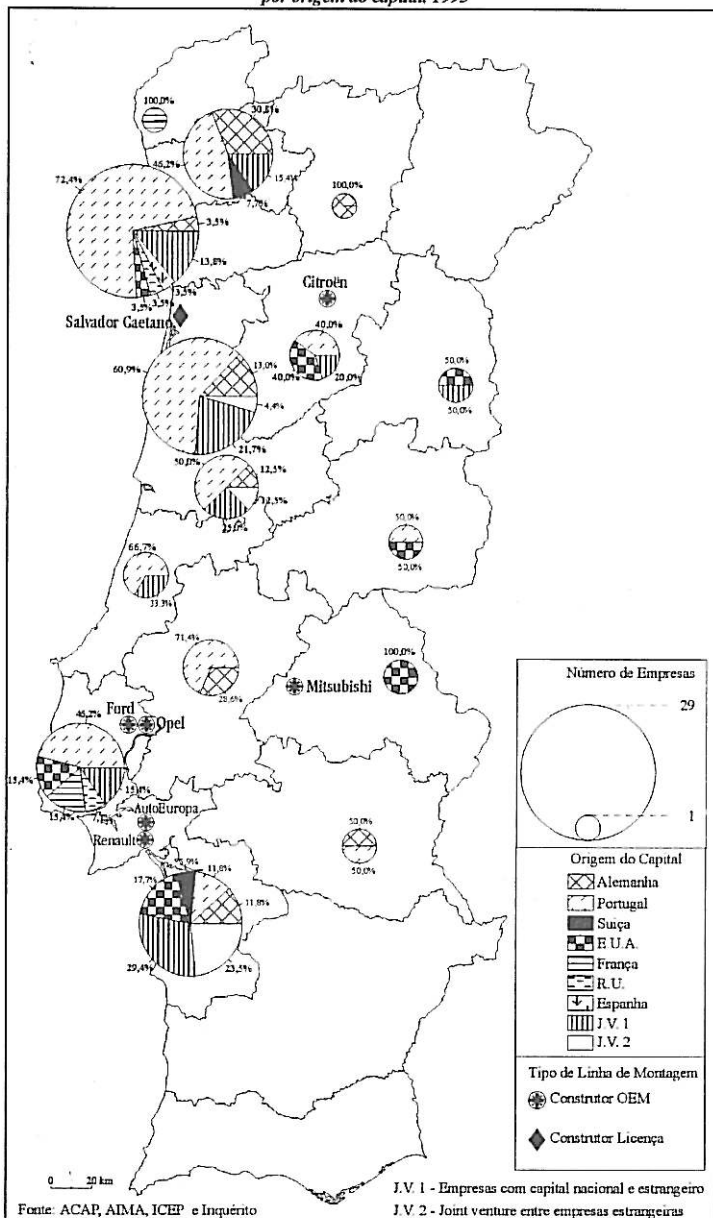 por origem do capital, 1995
100,0%
30,8%
46,2%
15,4%
7,7%
72,4%
3,5%
13,8%
3,5%
3,5%
3,5%
100,0%
Citroën
Salvador Caetano
40,0%
40,0%
20,0%
50,0%
50,0%
60,9%
13,0%
4,4%
21,7%
50,0%
12,5%
12,5%
25,0%
50,0%
50,0%
66,7%
33,3%
71,4%
28,6%
100,0%
Mitsubishi
Ford
Opel
46,2%
15,4%
15,4%
15,4%
AutoEuropa
Renault
50,0%
50,0%
5,9%
17,7%
11,8%
11,8%
29,4%
23,5%
Número de Empresas
29
1
Origem do Capital
Alemanha
Portugal
Suiça
E.U.A.
França
R.U.
Espanha
J.V. 1
J.V. 2
Tipo de Linha de Montagem
Construtor OEM
Construtor Licença
0 20 km
J.V. 1 - Empresas com capital nacional e estrangeiro
Fonte: ACAP, AIMA, ICEP e Inquérito
J.V. 2 - Joint venture entre empresas estrangeiras